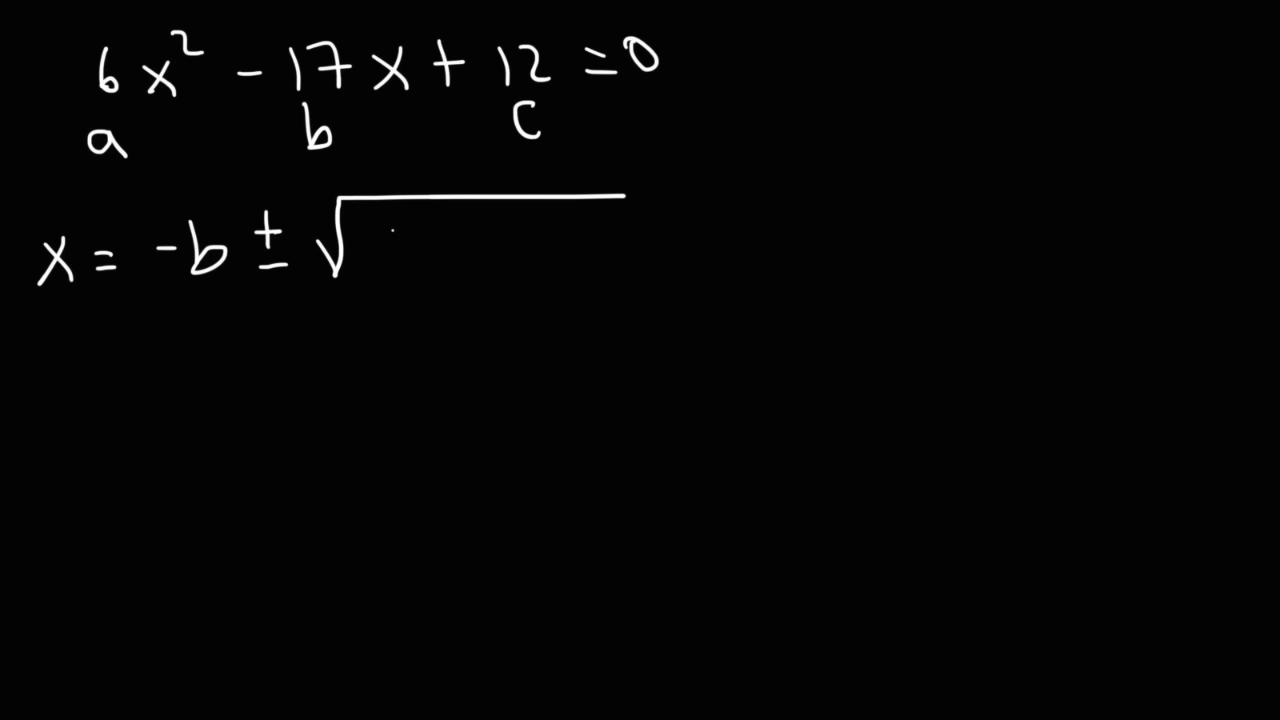 6x² - 17x + 12 = 0
a b c
x = -b ± √